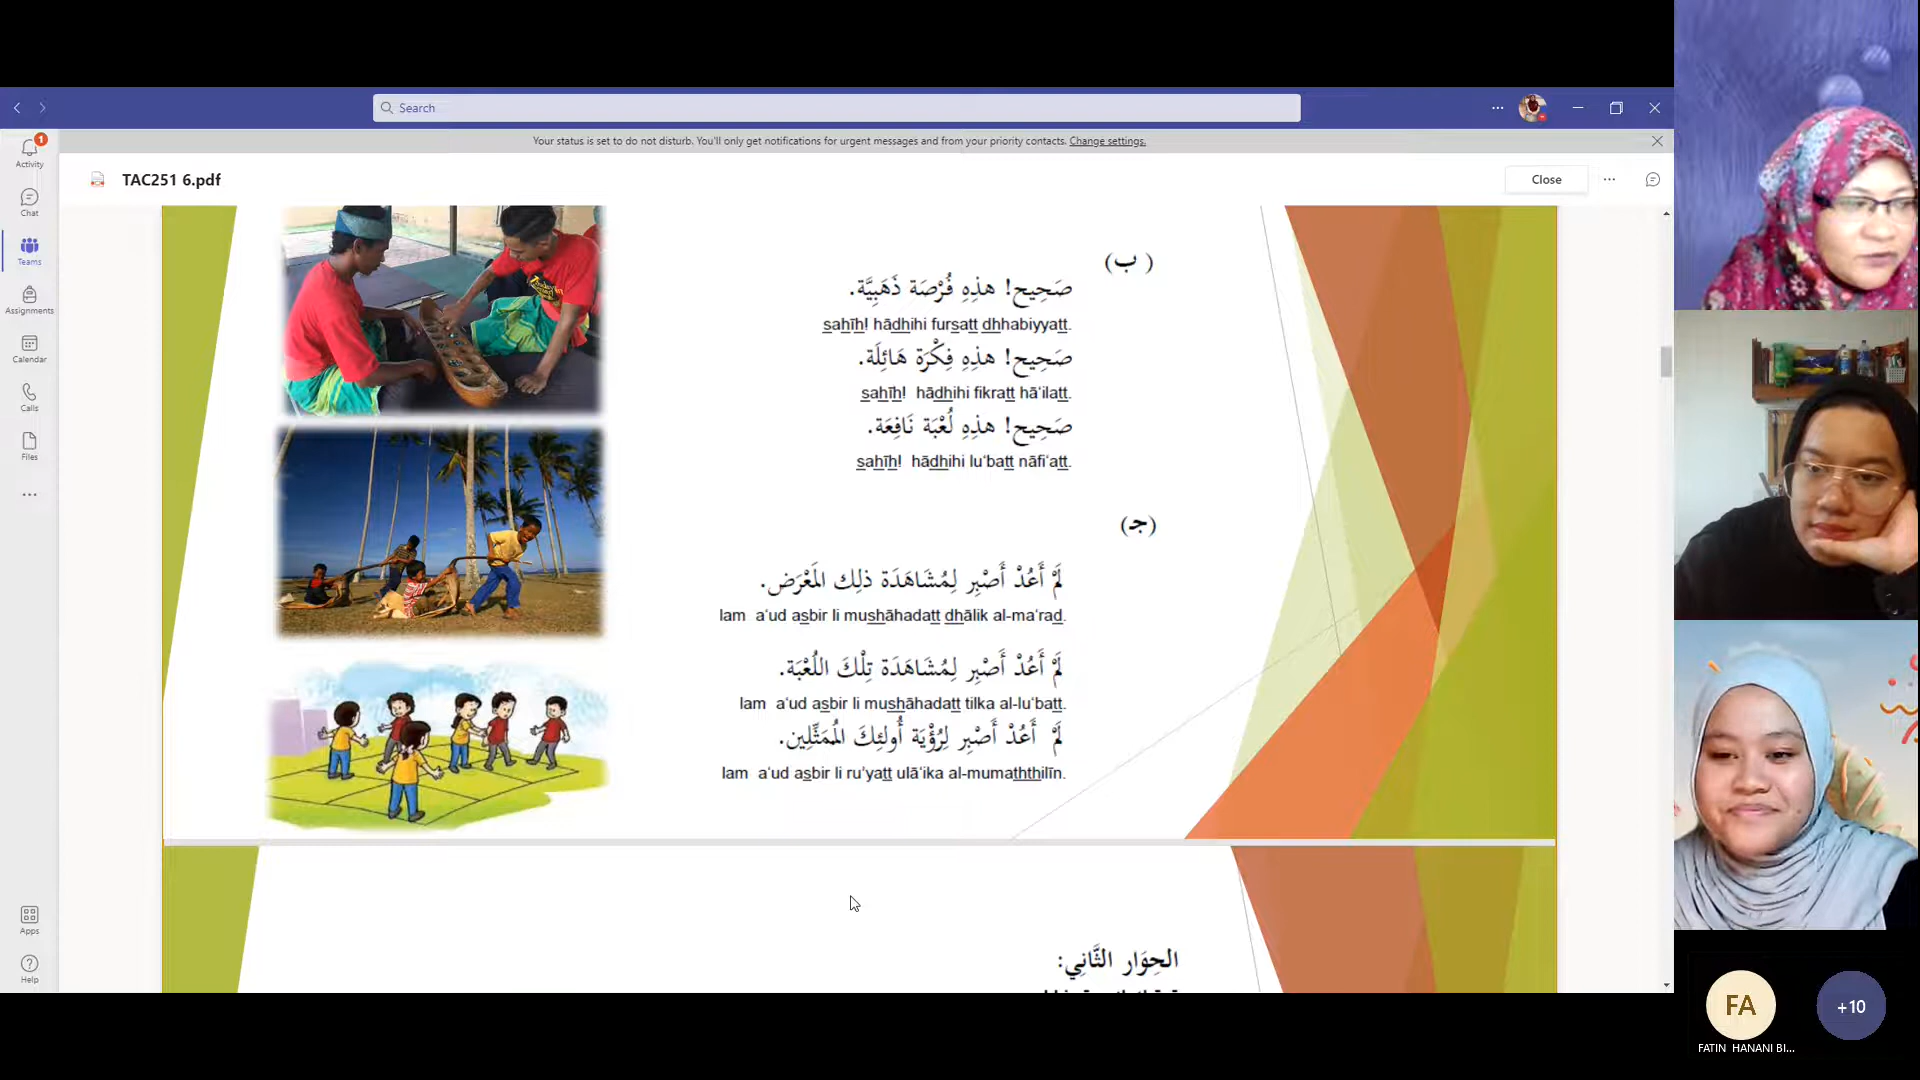 Search
Your status is set to do not disturb. You'll only get notifications for urgent messages and from your priority contacts. Change settings.
1
Activity
Chat
Teams
Assignments
Calendar
Calls
Files
Apps
Help
TAC251 6.pdf
Close
(ب )
صَحِيح! هذِهِ فُرْصَة ذَهَبِيَّة.
sahīh! hādhihi fursatt dhhabiyyatt.
صَحِيح! هذِهِ فِكْرَة هَائِلَة.
sahīh! hādhihi fikratt hā'ilatt.
صَحِيح! هذِهِ لُعْبَة نَافِعَة.
sahīh! hādhihi lu‘batt nāfi‘att.
(جـ)
لَمْ أَعُدْ أَصْبِر لِمُشَاهَدَة ذلِك المَعْرَض.
lam a‘ud asbir li mushāhadatt dhālik al-ma‘rad.
لَمْ أَعُدْ أَصْبِر لِمُشَاهَدَة تِلْكَ اللُعْبَة.
lam a‘ud asbir li mushāhadatt tilka al-lu‘batt.
لَمْ أَعُدْ أَصْبِر لِرُؤْيَة أُولئِكَ المُمَثِّلِين.
lam a‘ud asbir li ru’yatt ulā’ika al-mumaththilīn.
الحِوَار الثَّانِي:
FA
+10
FATIN HANANI BI...